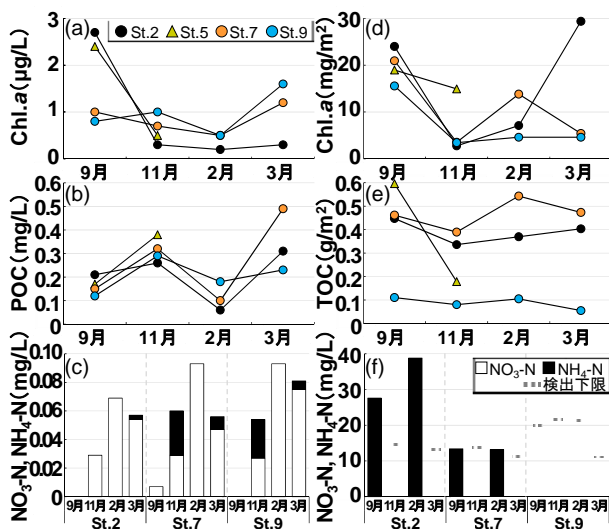 (a)
St.2 St.5 St.7 St.9
Chl.a(μg/L)
3
2
1
0
9月 11月 2月 3月
(d)
Chl.a(mg/m²)
30
20
10
0
9月 11月 2月 3月
(b)
POC(mg/L)
0.6
0.5
0.4
0.3
0.2
0.1
0
9月 11月 2月 3月
(e)
TOC(g/m²)
0.6
0.5
0.4
0.3
0.2
0.1
0
9月 11月 2月 3月
(c)
NO₃-N, NH₄-N(mg/L)
0.10
0.08
0.06
0.04
0.02
0
9月 11月 2月 3月 9月 11月 2月 3月 9月 11月 2月 3月
St.2 St.7 St.9
(f)
NO₃-N NH₄-N
検出下限
NO₃-N, NH₄-N(mg/L)
40
30
20
10
0
9月 11月 2月 3月 9月 11月 2月 3月 9月 11月 2月 3月
St.2 St.7 St.9